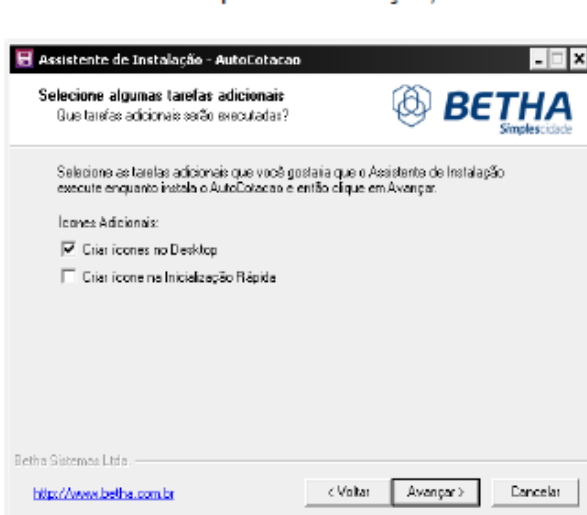 Assistente de Instalação - AutoCotacao
Selecione algumas tarefas adicionais
Que tarefas adicionais serão executadas?
BETHA
Simplescidade
Selecione as tarefas adicionais que você gostaria que o Assistente de Instalação
execute enquanto instala o AutoCotacao e então clique em Avançar.
Ícones Adicionais:
Criar ícones no Desktop
Criar ícone na Inicialização Rápida
Betha Sistemas Ltda.
http://www.betha.com.br
< Voltar
Avançar >
Cancelar